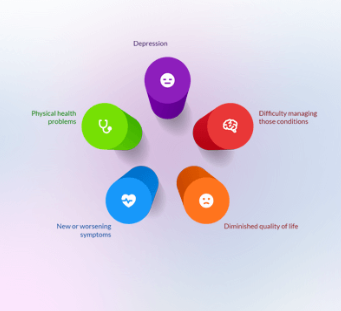 Depression
Physical health
problems
Difficulty managing
those conditions
New or worsening
symptoms
Diminished quality of life